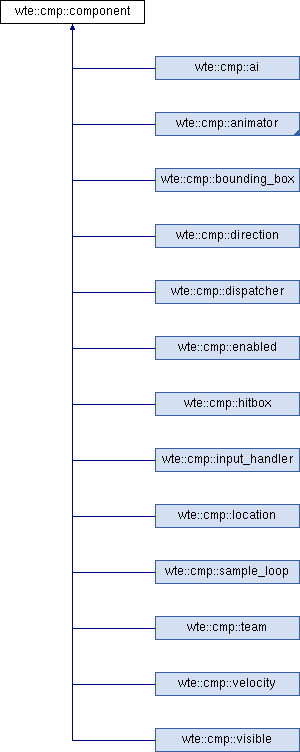 wte::cmp::component
wte::cmp::ai
wte::cmp::animator
wte::cmp::bounding_box
wte::cmp::direction
wte::cmp::dispatcher
wte::cmp::enabled
wte::cmp::hitbox
wte::cmp::input_handler
wte::cmp::location
wte::cmp::sample_loop
wte::cmp::team
wte::cmp::velocity
wte::cmp::visible